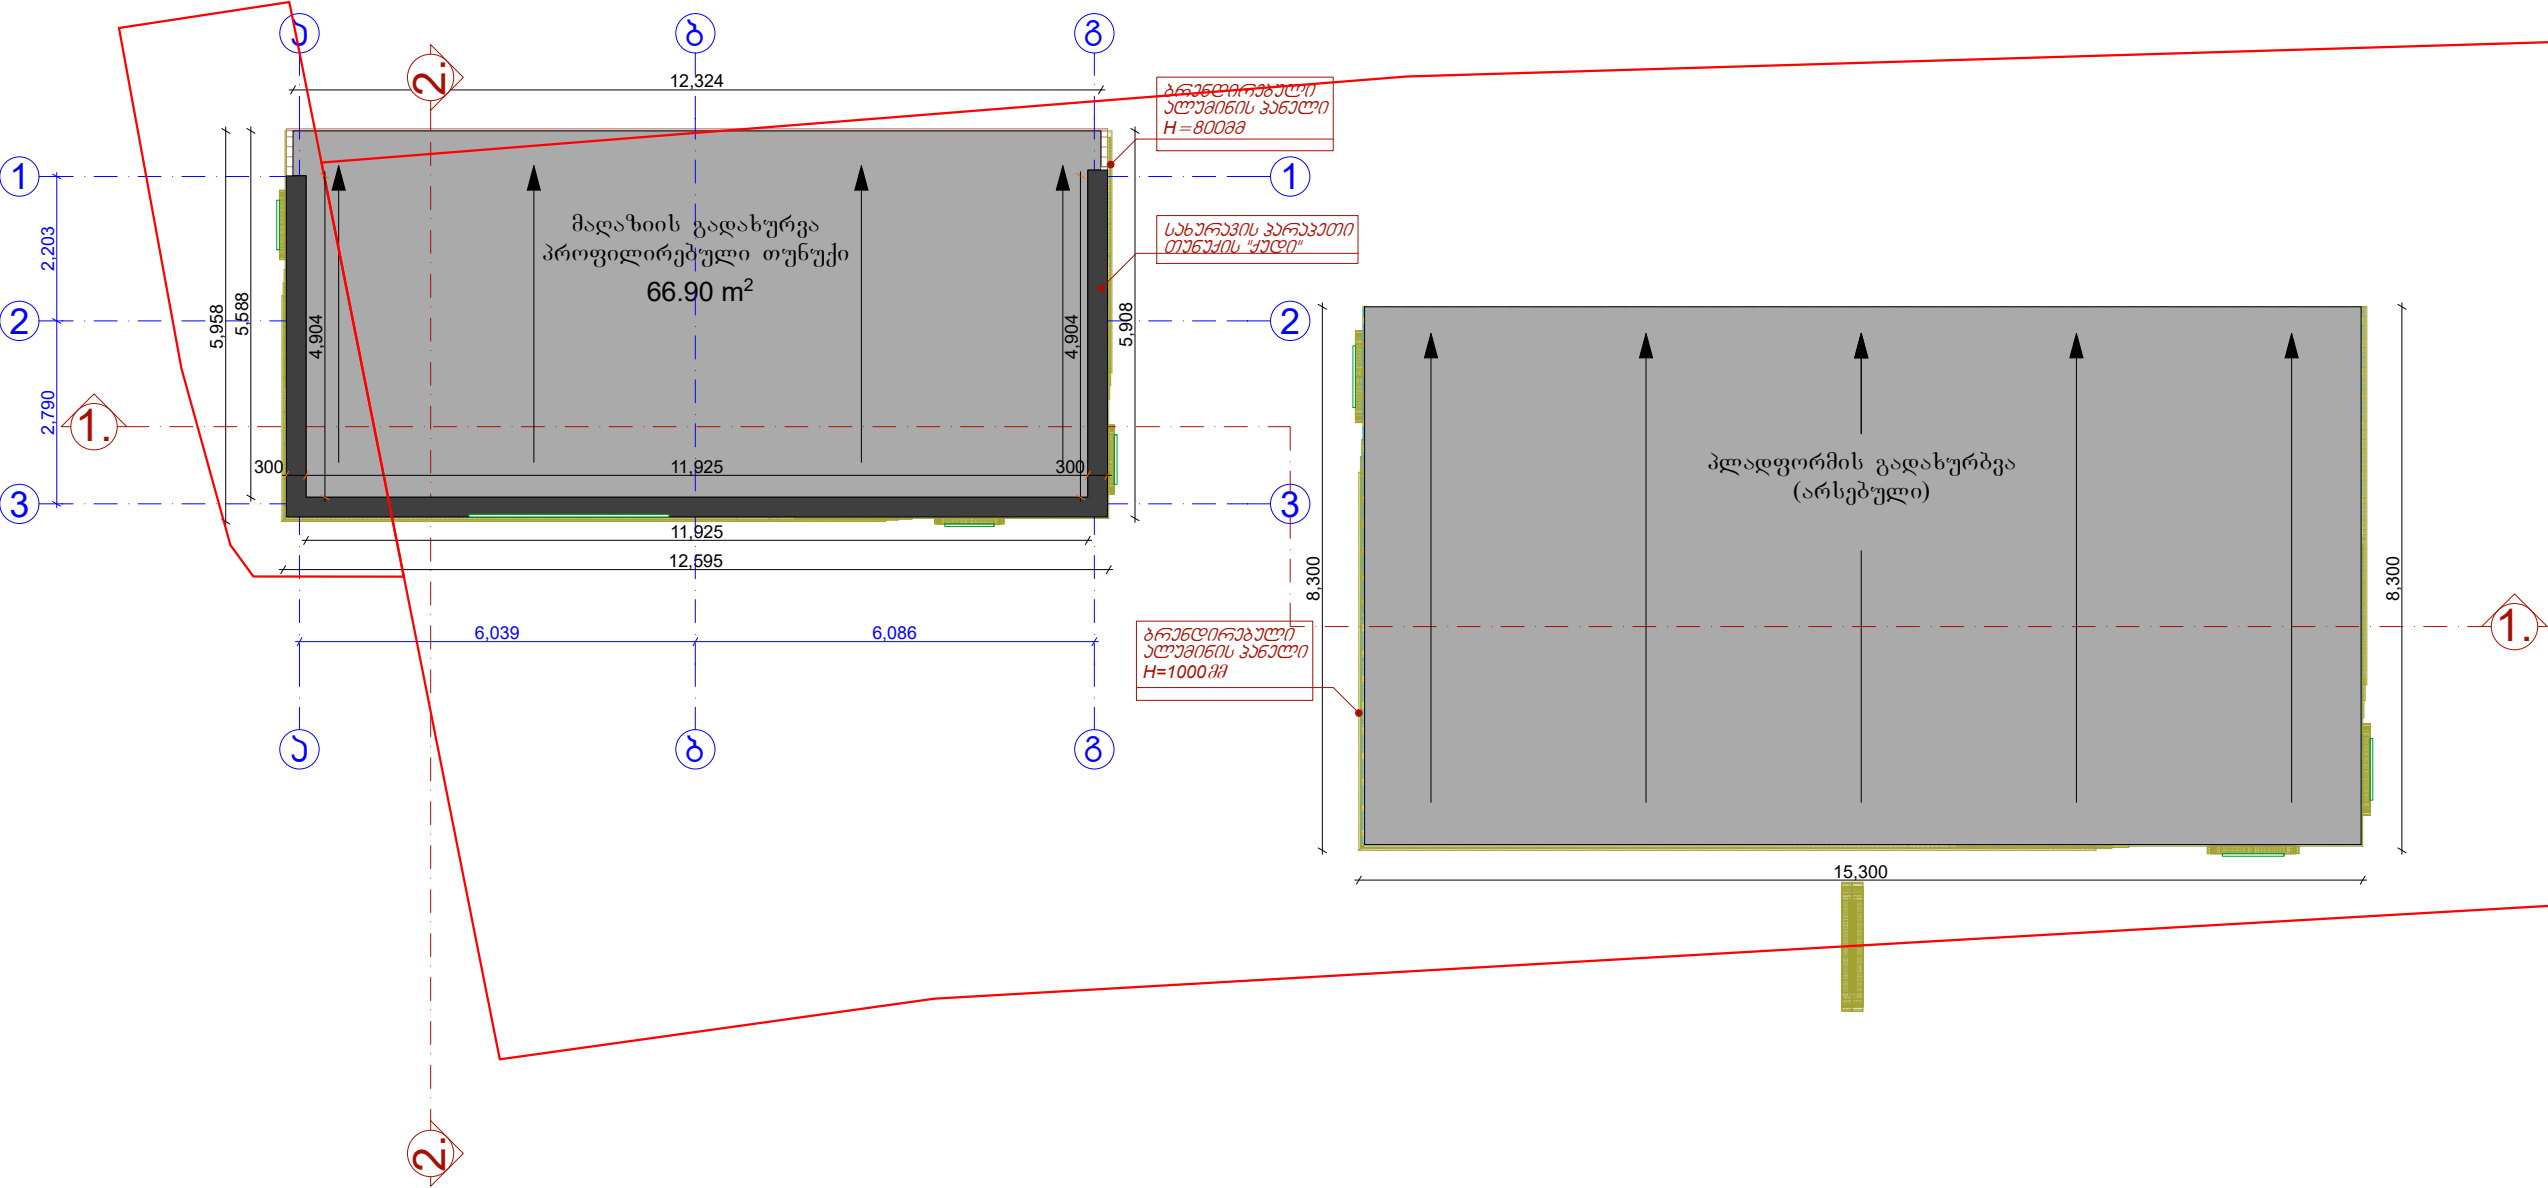 ა
ბ
გ
2.
12,324
ბრენდირებული
ალუმინის პანელი
H=800მმ
1
1
მაღაზიის გადახურვა
პროფილირებული თუნუქი
66.90 m²
სახურავის პარაპეთი
თუნუქის "ქუდი"
2,203
5,958
5,588
4,904
4,904
5,908
2
2
2,790
1.
300
11,925
300
3
3
11,925
12,595
პლადფორმის გადახურბვა
(არსებული)
8,300
8,300
6,039
6,086
ბრენდირებული
ალუმინის პანელი
H=1000მმ
1.
ა
ბ
გ
15,300
2.